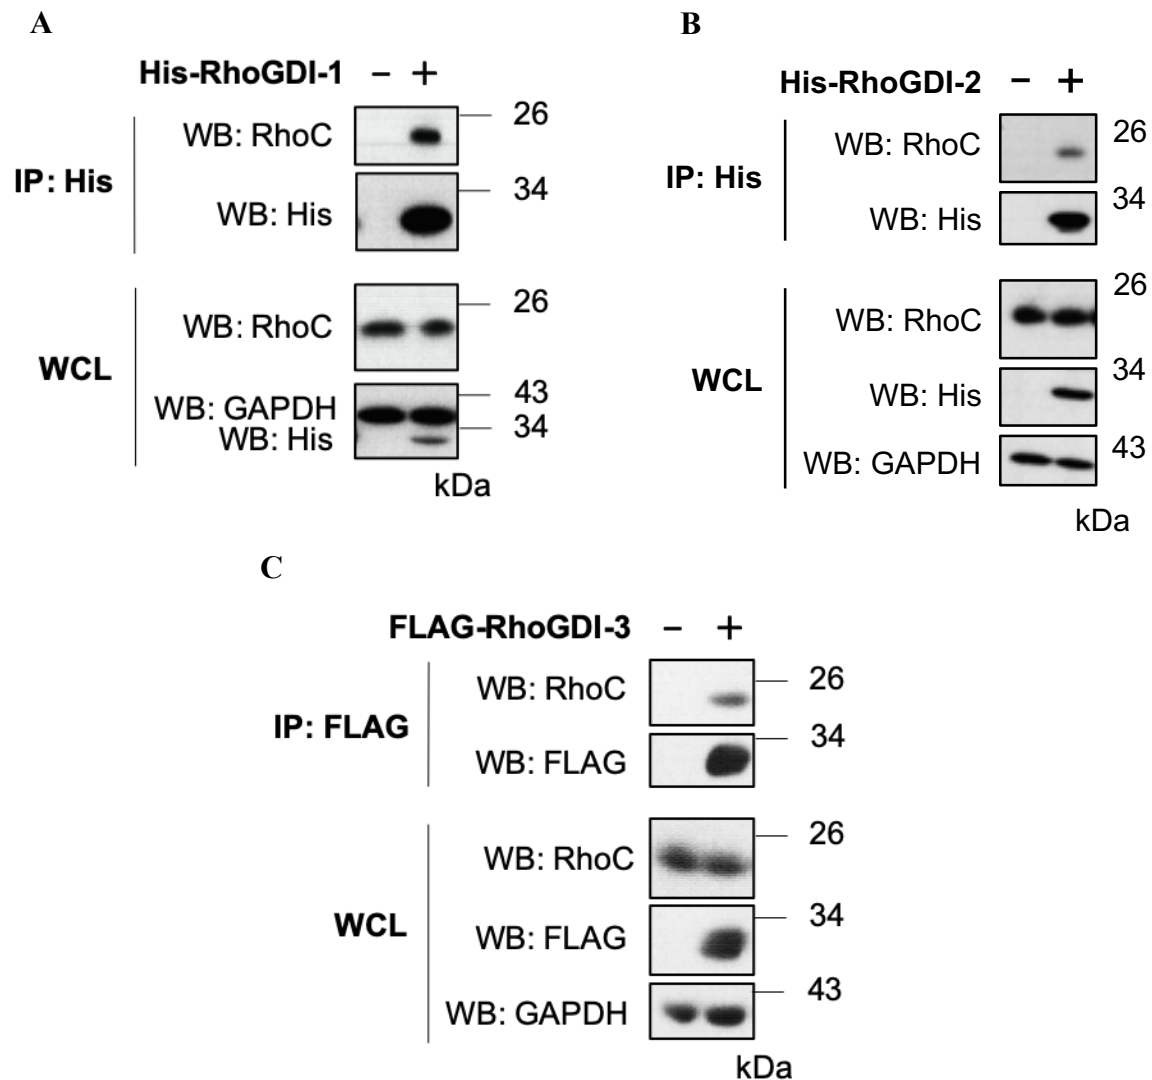 A
His-RhoGDI-1 − +
IP: His
WB: RhoC
26
WB: His
34
WCL
WB: RhoC
26
WB: GAPDH
43
WB: His
34
kDa
B
His-RhoGDI-2 − +
IP: His
WB: RhoC
26
WB: His
34
WCL
WB: RhoC
26
WB: His
34
WB: GAPDH
43
kDa
C
FLAG-RhoGDI-3 − +
IP: FLAG
WB: RhoC
26
WB: FLAG
34
WCL
WB: RhoC
26
WB: FLAG
34
WB: GAPDH
43
kDa